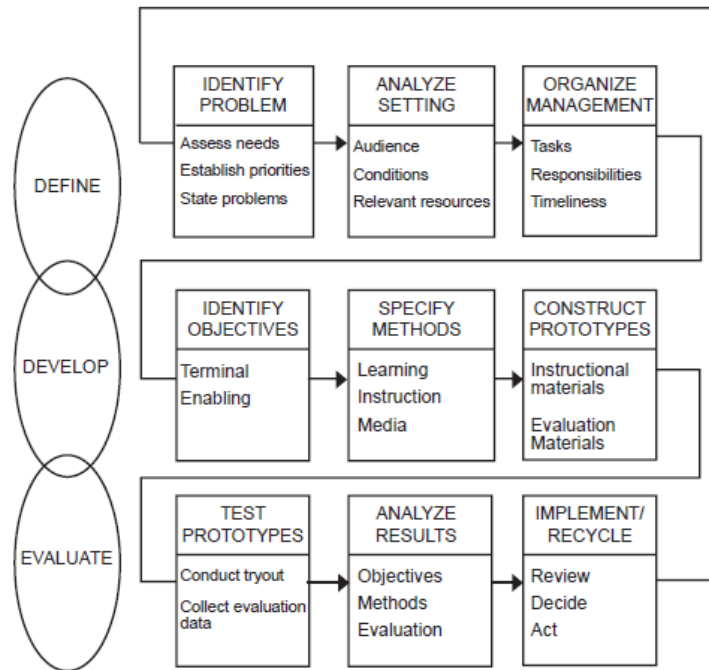 DEFINE
IDENTIFY
PROBLEM
Assess needs
Establish priorities
State problems
ANALYZE
SETTING
Audience
Conditions
Relevant resources
ORGANIZE
MANAGEMENT
Tasks
Responsibilities
Timeliness
DEVELOP
IDENTIFY
OBJECTIVES
Terminal
Enabling
SPECIFY
METHODS
Learning
Instruction
Media
CONSTRUCT
PROTOTYPES
Instructional
materials
Evaluation
Materials
EVALUATE
TEST
PROTOTYPES
Conduct tryout
Collect evaluation
data
ANALYZE
RESULTS
Objectives
Methods
Evaluation
IMPLEMENT/
RECYCLE
Review
Decide
Act